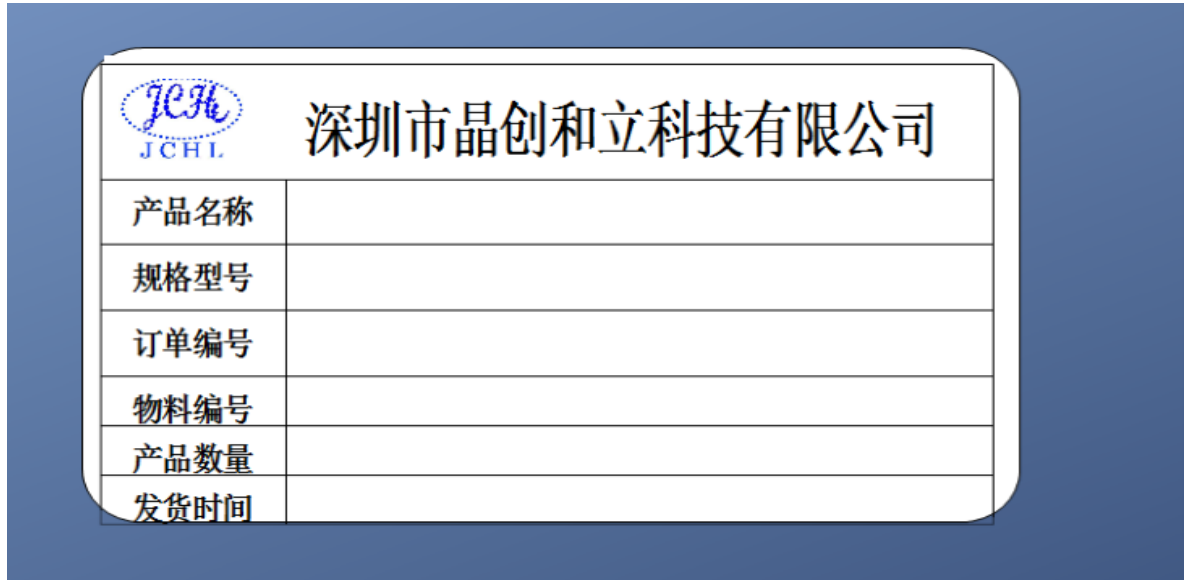 JCHL
JCHL 深圳市晶创和立科技有限公司
产品名称
规格型号
订单编号
物料编号
产品数量
发货时间